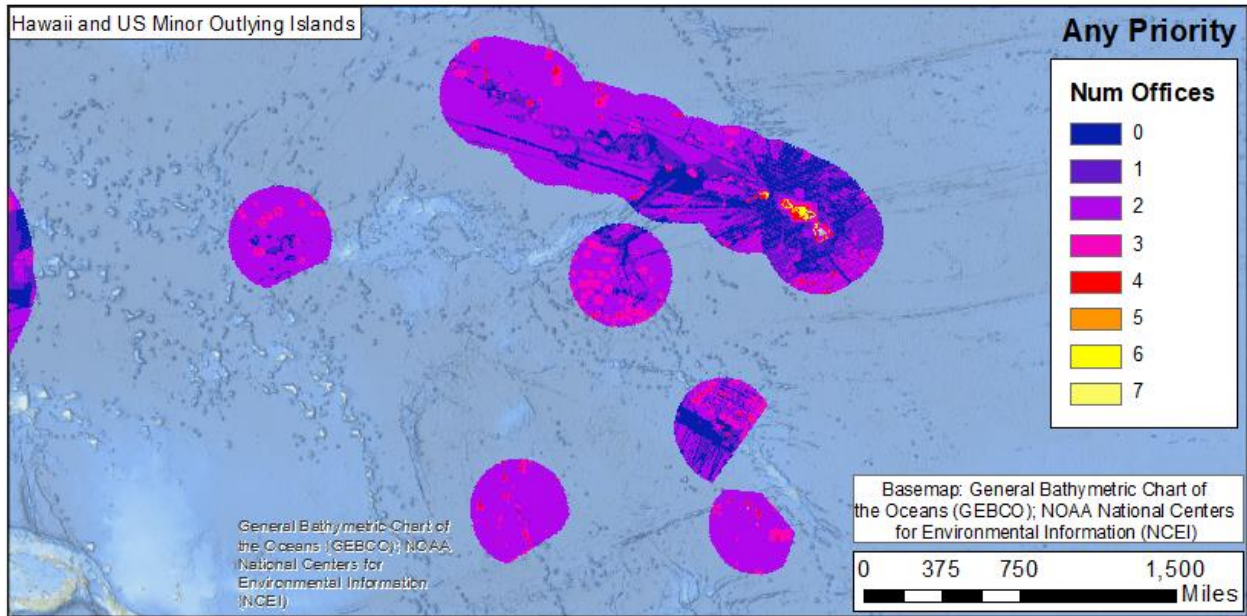 Hawaii and US Minor Outlying Islands
Any Priority
Num Offices
0
1
2
3
4
5
6
7
Basemap: General Bathymetric Chart of
the Oceans (GEBCO); NOAA National Centers
for Environmental Information (NCEI)
General Bathymetric Chart of
the Oceans (GEBCO); NOAA
National Centers for
Environmental Information
(NCEI)
0 375 750 1,500
Miles